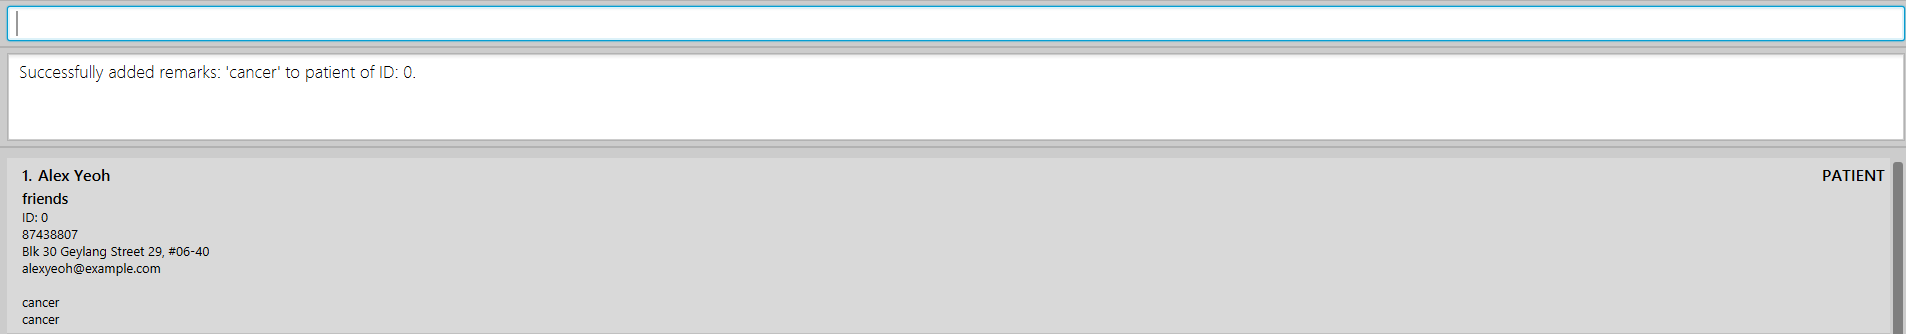 Successfully added remarks: 'cancer' to patient of ID: 0.
1. Alex Yeoh
PATIENT
friends
ID: 0
87438807
Blk 30 Geylang Street 29, #06-40
alexyeoh@example.com
cancer
cancer